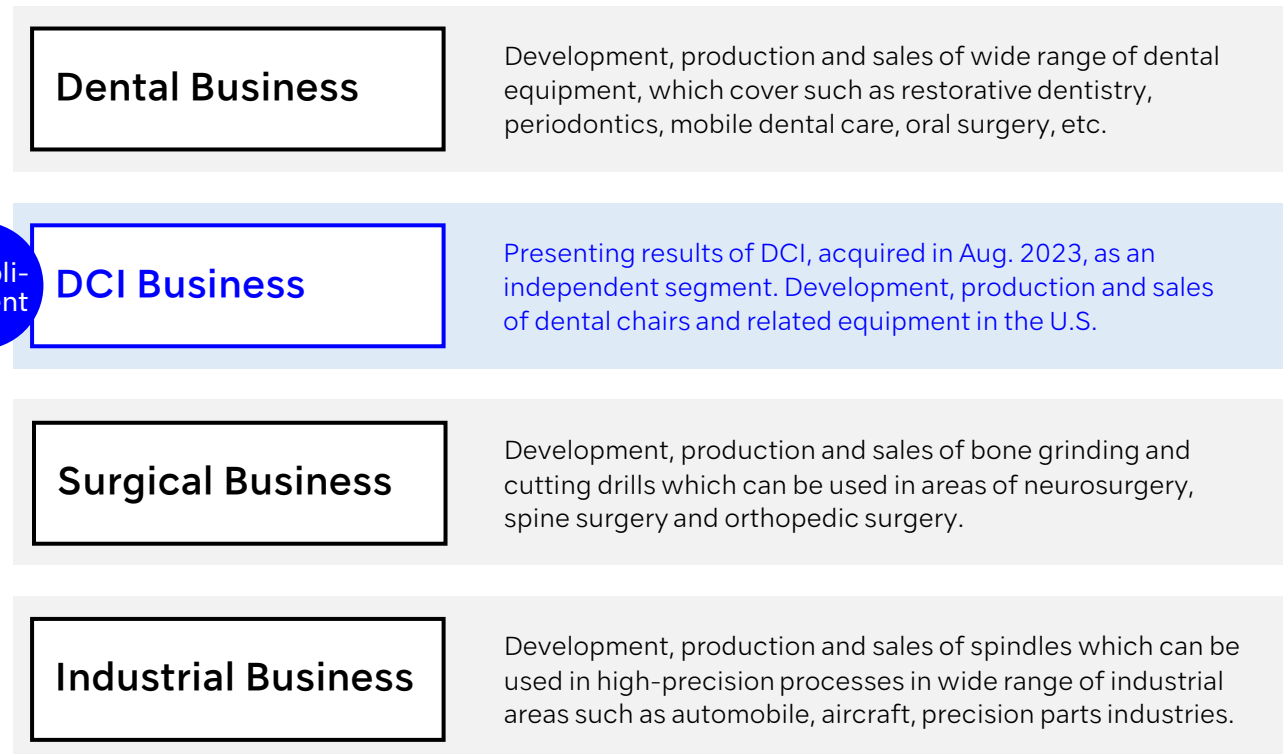 Dental Business
Development, production and sales of wide range of dental
equipment, which cover such as restorative dentistry,
periodontics, mobile dental care, oral surgery, etc.
DCI Business
Presenting results of DCI, acquired in Aug. 2023, as an
independent segment. Development, production and sales
of dental chairs and related equipment in the U.S.
Surgical Business
Development, production and sales of bone grinding and
cutting drills which can be used in areas of neurosurgery,
spine surgery and orthopedic surgery.
Industrial Business
Development, production and sales of spindles which can be
used in high-precision processes in wide range of industrial
areas such as automobile, aircraft, precision parts industries.